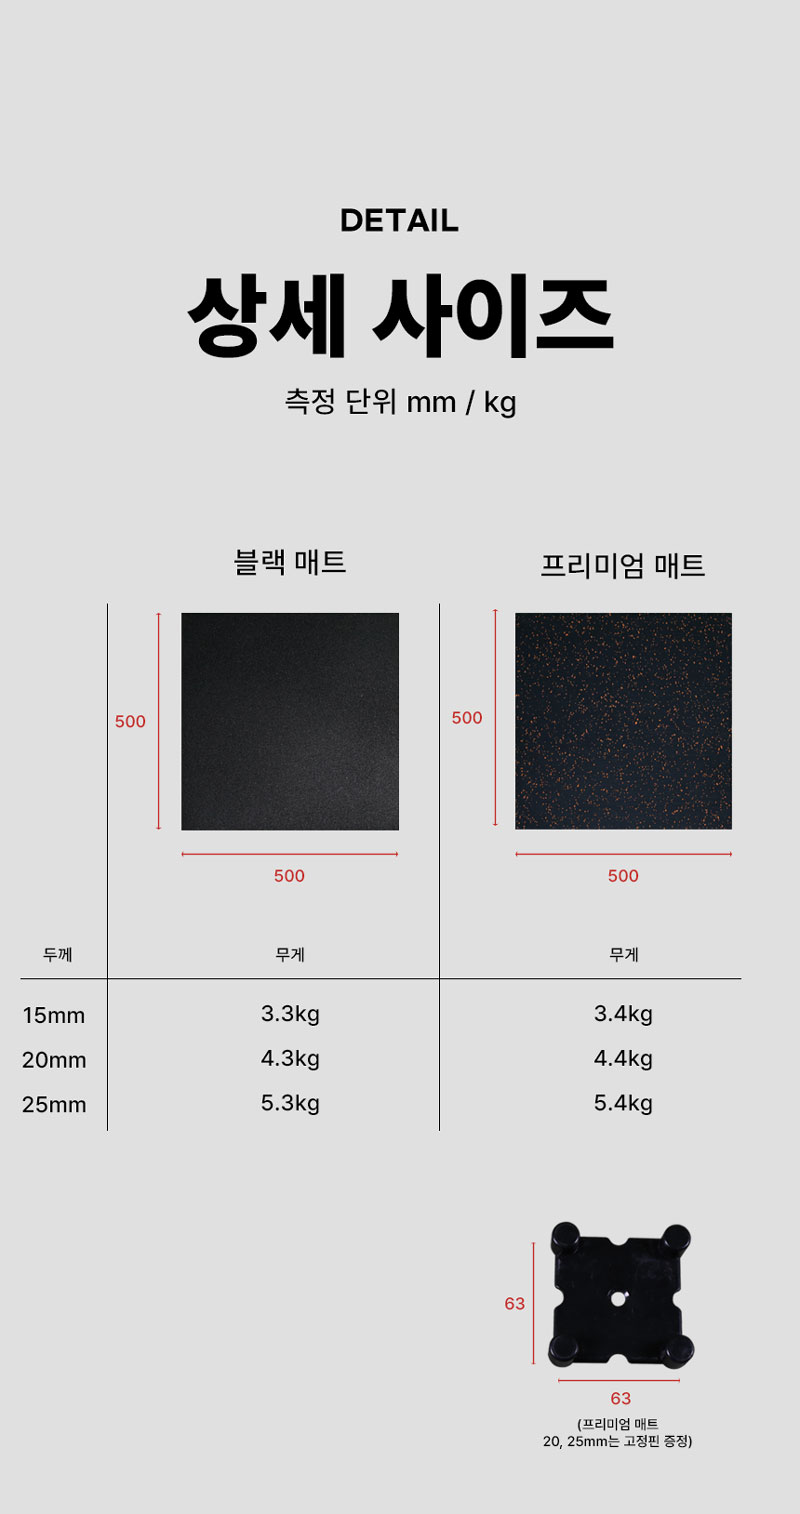 DETAIL
상세 사이즈
측정 단위 mm / kg
블랙 매트
프리미엄 매트
500
500
500
500
두께
무게
무게
15mm
3.3kg
3.4kg
20mm
4.3kg
4.4kg
25mm
5.3kg
5.4kg
63
63
(프리미엄 매트
20, 25mm는 고정핀 증정)